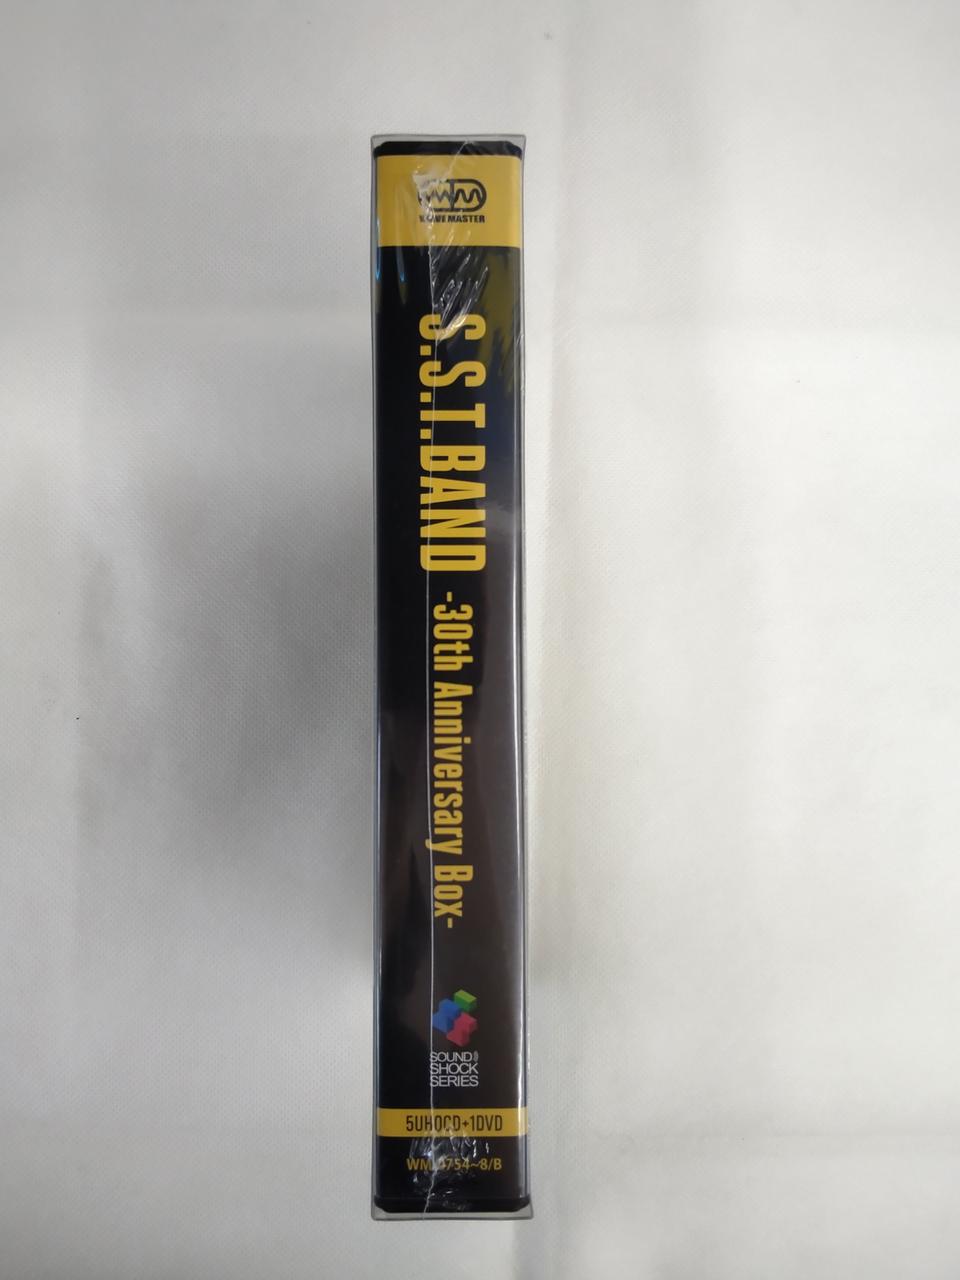 WAVE MASTER
S.S.T.BAND
-30th Anniversary Box-
SOUND
SHOCK
SERIES
5UHQCD+1DVD